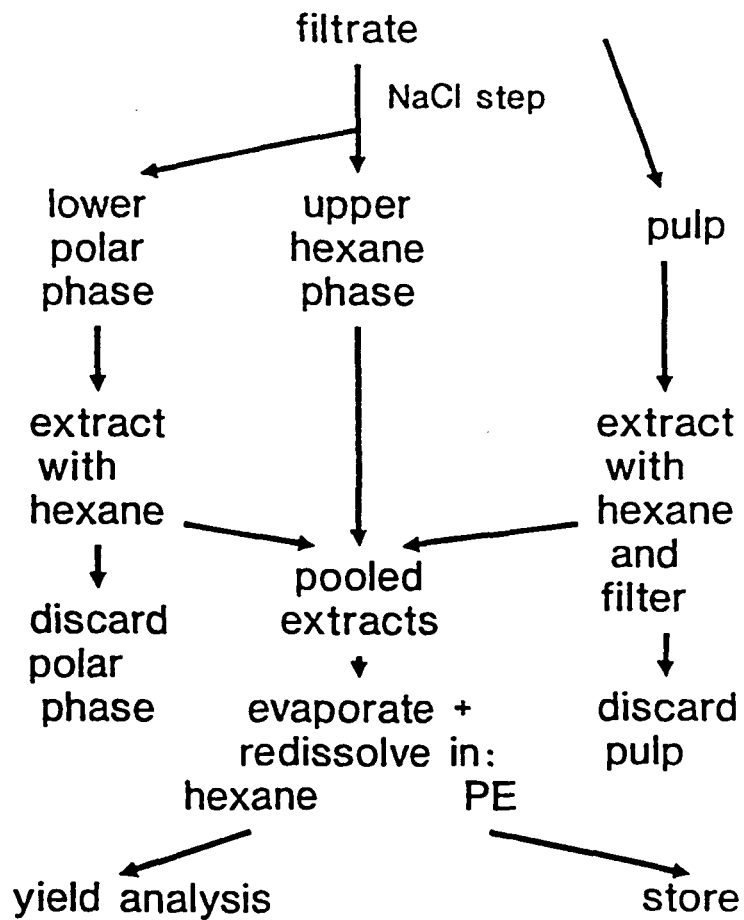 filtrate
NaCl step
lower
polar
phase
upper
hexane
phase
pulp
extract
with
hexane
extract
with
hexane
and
filter
pooled
extracts
discard
polar
phase
evaporate +
redissolve in:
hexane PE
discard
pulp
yield analysis
store